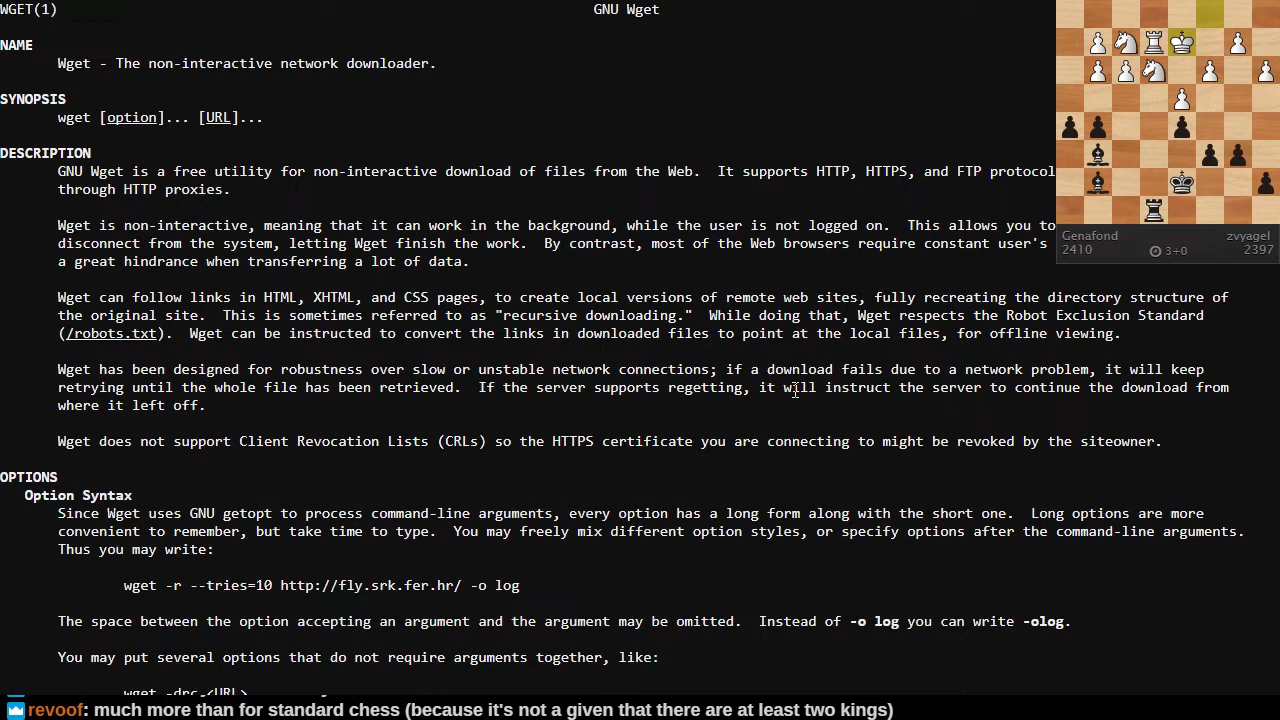 WGET(1) GNU Wget
NAME
Wget - The non-interactive network downloader.
SYNOPSIS
wget [option]... [URL]...
DESCRIPTION
GNU Wget is a free utility for non-interactive download of files from the Web.  It supports HTTP, HTTPS, and FTP protocol
through HTTP proxies.
Wget is non-interactive, meaning that it can work in the background, while the user is not logged on.  This allows you to
disconnect from the system, letting Wget finish the work.  By contrast, most of the Web browsers require constant user's
a great hindrance when transferring a lot of data.
Genafond zvyagel
2410 3+0 2397
Wget can follow links in HTML, XHTML, and CSS pages, to create local versions of remote web sites, fully recreating the directory structure of
the original site.  This is sometimes referred to as "recursive downloading."  While doing that, Wget respects the Robot Exclusion Standard
(/robots.txt).  Wget can be instructed to convert the links in downloaded files to point at the local files, for offline viewing.
Wget has been designed for robustness over slow or unstable network connections; if a download fails due to a network problem, it will keep
retrying until the whole file has been retrieved.  If the server supports regetting, it will instruct the server to continue the download from
where it left off.
Wget does not support Client Revocation Lists (CRLs) so the HTTPS certificate you are connecting to might be revoked by the siteowner.
OPTIONS
Option Syntax
Since Wget uses GNU getopt to process command-line arguments, every option has a long form along with the short one.  Long options are more
convenient to remember, but take time to type.  You may freely mix different option styles, or specify options after the command-line arguments.
Thus you may write:
wget -r --tries=10 http://fly.srk.fer.hr/ -o log
The space between the option accepting an argument and the argument may be omitted.  Instead of -o log you can write -olog.
You may put several options that do not require arguments together, like:
wget -drc <URL>
revoof: much more than for standard chess (because it's not a given that there are at least two kings)